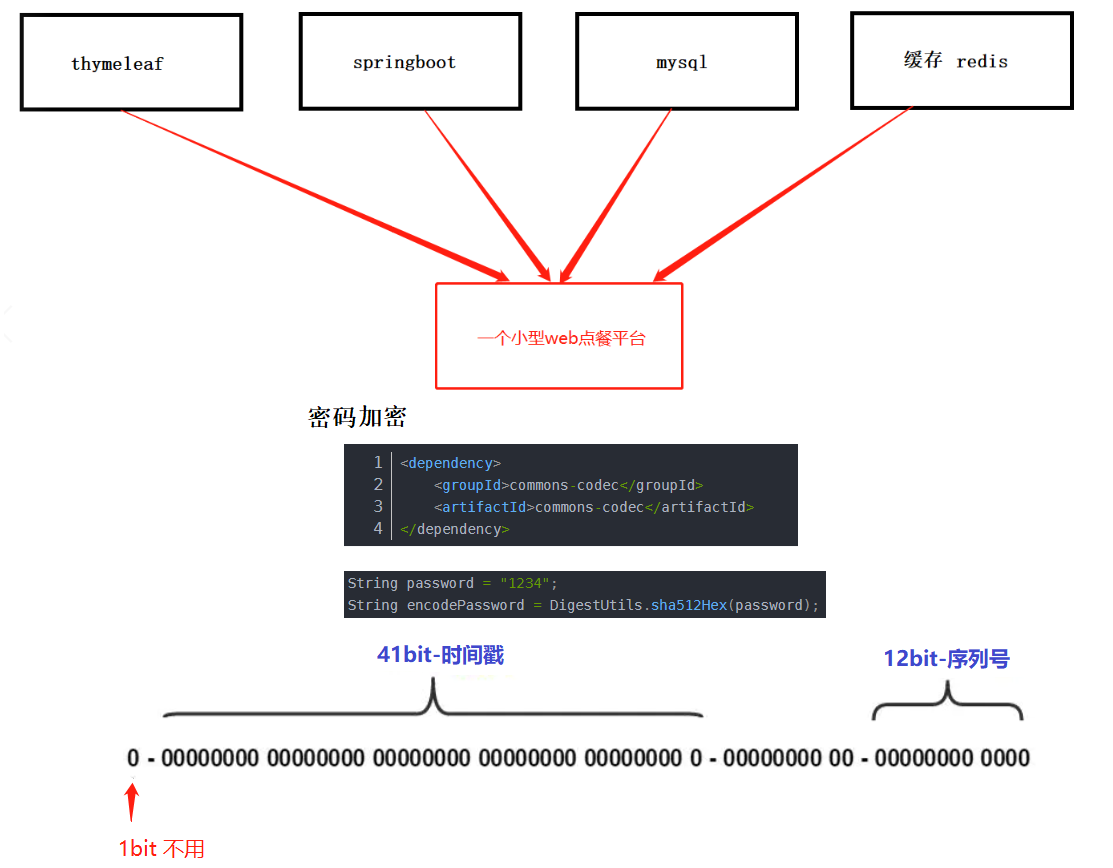 thymeleaf
springboot
mysql
缓存 redis
一个小型web点餐平台
密码加密
1 <dependency>
2     <groupId>commons-codec</groupId>
3     <artifactId>commons-codec</artifactId>
4 </dependency>
String password = "1234";
String encodePassword = DigestUtils.sha512Hex(password);
41bit-时间戳
12bit-序列号
0 - 00000000 00000000 00000000 00000000 00000000 0 - 00000000 00 - 00000000 0000
1bit 不用